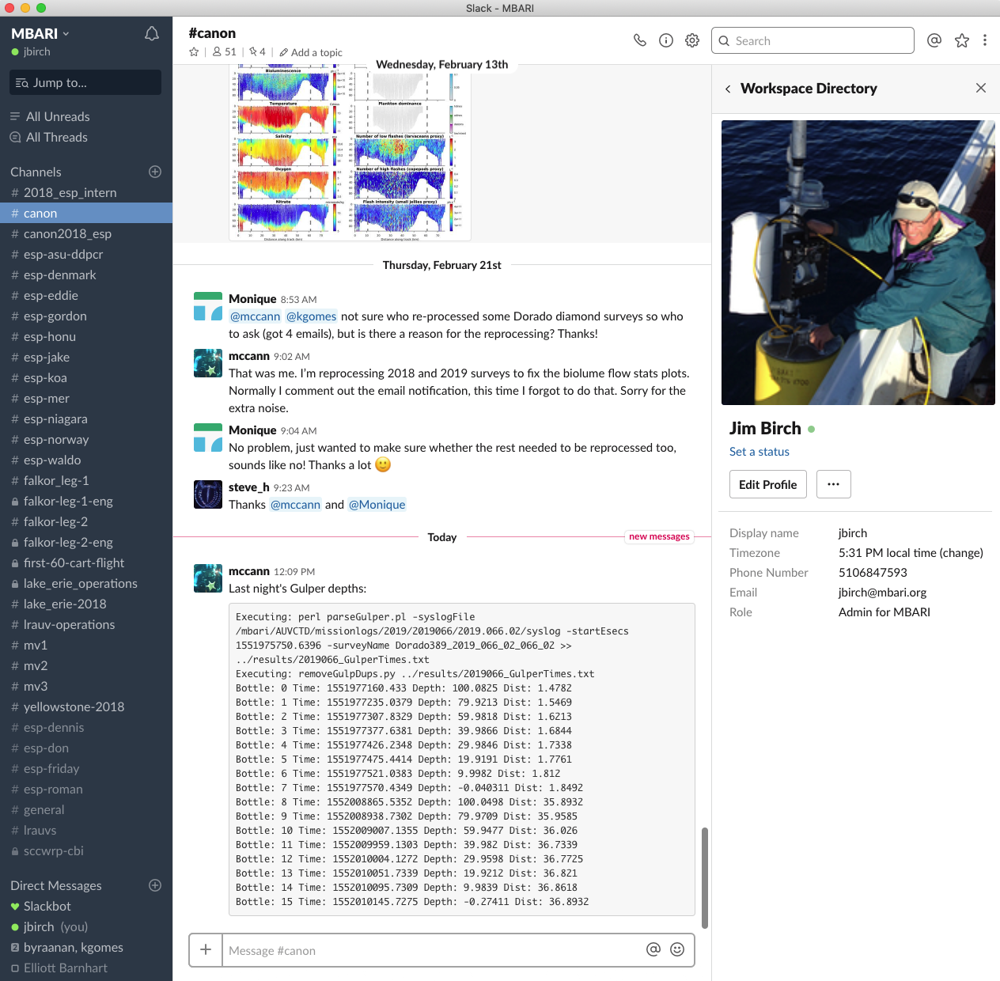 Slack - MBARI
MBARI
jbirch
Jump to...
All Unreads
All Threads
Channels
# 2018_esp_intern
# canon
# canon2018_esp
# esp-asu-ddpcr
# esp-denmark
# esp-eddie
# esp-gordon
# esp-honu
# esp-jake
# esp-koa
# esp-mer
# esp-niagara
# esp-norway
# esp-waldo
# falkor_leg-1
falkor-leg-1-eng
# falkor-leg-2
falkor-leg-2-eng
first-60-cart-flight
lake_erie_operations
# lake_erie-2018
# lrauv-operations
# mv1
# mv2
# mv3
# yellowstone-2018
# esp-dennis
# esp-don
# esp-friday
# esp-roman
# general
# lrauvs
sccwrp-cbi
Direct Messages
Slackbot
jbirch (you)
2 byraanan, kgomes
Elliott Barnhart
#canon
51 | 4 | Add a topic
Search
Wednesday, February 13th
Bioluminescence
Temperature
Plankton dominance
Salinity
Number of low flashes (larvaceans proxy)
Oxygen
Number of high flashes (copepods proxy)
Nitrate
Flash intensity (small jellies proxy)
Distance along track (km)
Distance along track (km)
Thursday, February 21st
Monique 8:53 AM
@mccann @kgomes not sure who re-processed some Dorado diamond surveys so who
to ask (got 4 emails), but is there a reason for the reprocessing? Thanks!
mccann 9:02 AM
That was me. I'm reprocessing 2018 and 2019 surveys to fix the biolume flow stats plots.
Normally I comment out the email notification, this time I forgot to do that. Sorry for the
extra noise.
Monique 9:04 AM
No problem, just wanted to make sure whether the rest needed to be reprocessed too,
sounds like no! Thanks a lot 🙂
steve_h 9:23 AM
Thanks @mccann and @Monique
Today
new messages
mccann 12:09 PM
Last night's Gulper depths:
Executing: perl parseGulper.pl -syslogFile
/mbari/AUVCTD/missionlogs/2019/2019066/2019.066.02/syslog -startEsecs
1551975750.6396 -surveyName Dorado389_2019_066_02_066_02 >>
../results/2019066_GulperTimes.txt
Executing: removeGulpDups.py ../results/2019066_GulperTimes.txt
Bottle: 0 Time: 1551977160.433 Depth: 100.0825 Dist: 1.4782
Bottle: 1 Time: 1551977235.0379 Depth: 79.9213 Dist: 1.5469
Bottle: 2 Time: 1551977307.8329 Depth: 59.9818 Dist: 1.6213
Bottle: 3 Time: 1551977377.6381 Depth: 39.9866 Dist: 1.6844
Bottle: 4 Time: 1551977426.2348 Depth: 29.9846 Dist: 1.7338
Bottle: 5 Time: 1551977475.4414 Depth: 19.9191 Dist: 1.7761
Bottle: 6 Time: 1551977521.0383 Depth: 9.9982 Dist: 1.812
Bottle: 7 Time: 1551977570.4349 Depth: -0.040311 Dist: 1.8492
Bottle: 8 Time: 1552008865.5352 Depth: 100.0498 Dist: 35.8932
Bottle: 9 Time: 1552008938.7302 Depth: 79.9709 Dist: 35.9585
Bottle: 10 Time: 1552009007.1355 Depth: 59.9477 Dist: 36.026
Bottle: 11 Time: 1552009959.1303 Depth: 39.982 Dist: 36.7339
Bottle: 12 Time: 1552010004.1272 Depth: 29.9598 Dist: 36.7725
Bottle: 13 Time: 1552010051.7339 Depth: 19.9212 Dist: 36.821
Bottle: 14 Time: 1552010095.7309 Depth: 9.9839 Dist: 36.8618
Bottle: 15 Time: 1552010145.7275 Depth: -0.27411 Dist: 36.8932
Message #canon
Workspace Directory
Jim Birch
Set a status
Edit Profile
Display name jbirch
Timezone 5:31 PM local time (change)
Phone Number 5106847593
Email jbirch@mbari.org
Role Admin for MBARI